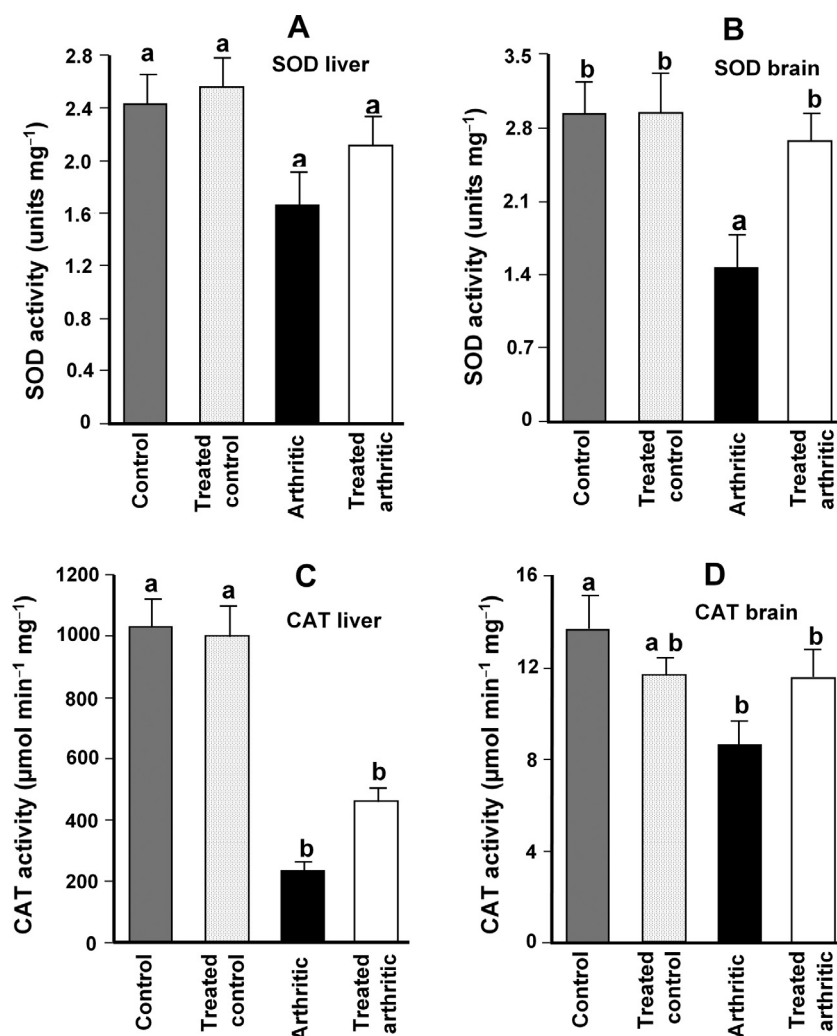 A
SOD liver
SOD activity (units mg⁻¹)
2.8
2.4
2.0
1.6
1.2
0.8
0.4
0
a
a
a
a
Control
Treated
control
Arthritic
Treated
arthritic
B
SOD brain
SOD activity (units mg⁻¹)
3.5
2.8
2.1
1.4
0.7
0
b
b
a
b
Control
Treated
control
Arthritic
Treated
arthritic
C
CAT liver
CAT activity (µmol min⁻¹ mg⁻¹)
1200
1000
800
600
400
200
0
a
a
b
b
Control
Treated
control
Arthritic
Treated
arthritic
D
CAT brain
CAT activity (µmol min⁻¹ mg⁻¹)
16
12
8
4
0
a
a b
b
b
Control
Treated
control
Arthritic
Treated
arthritic